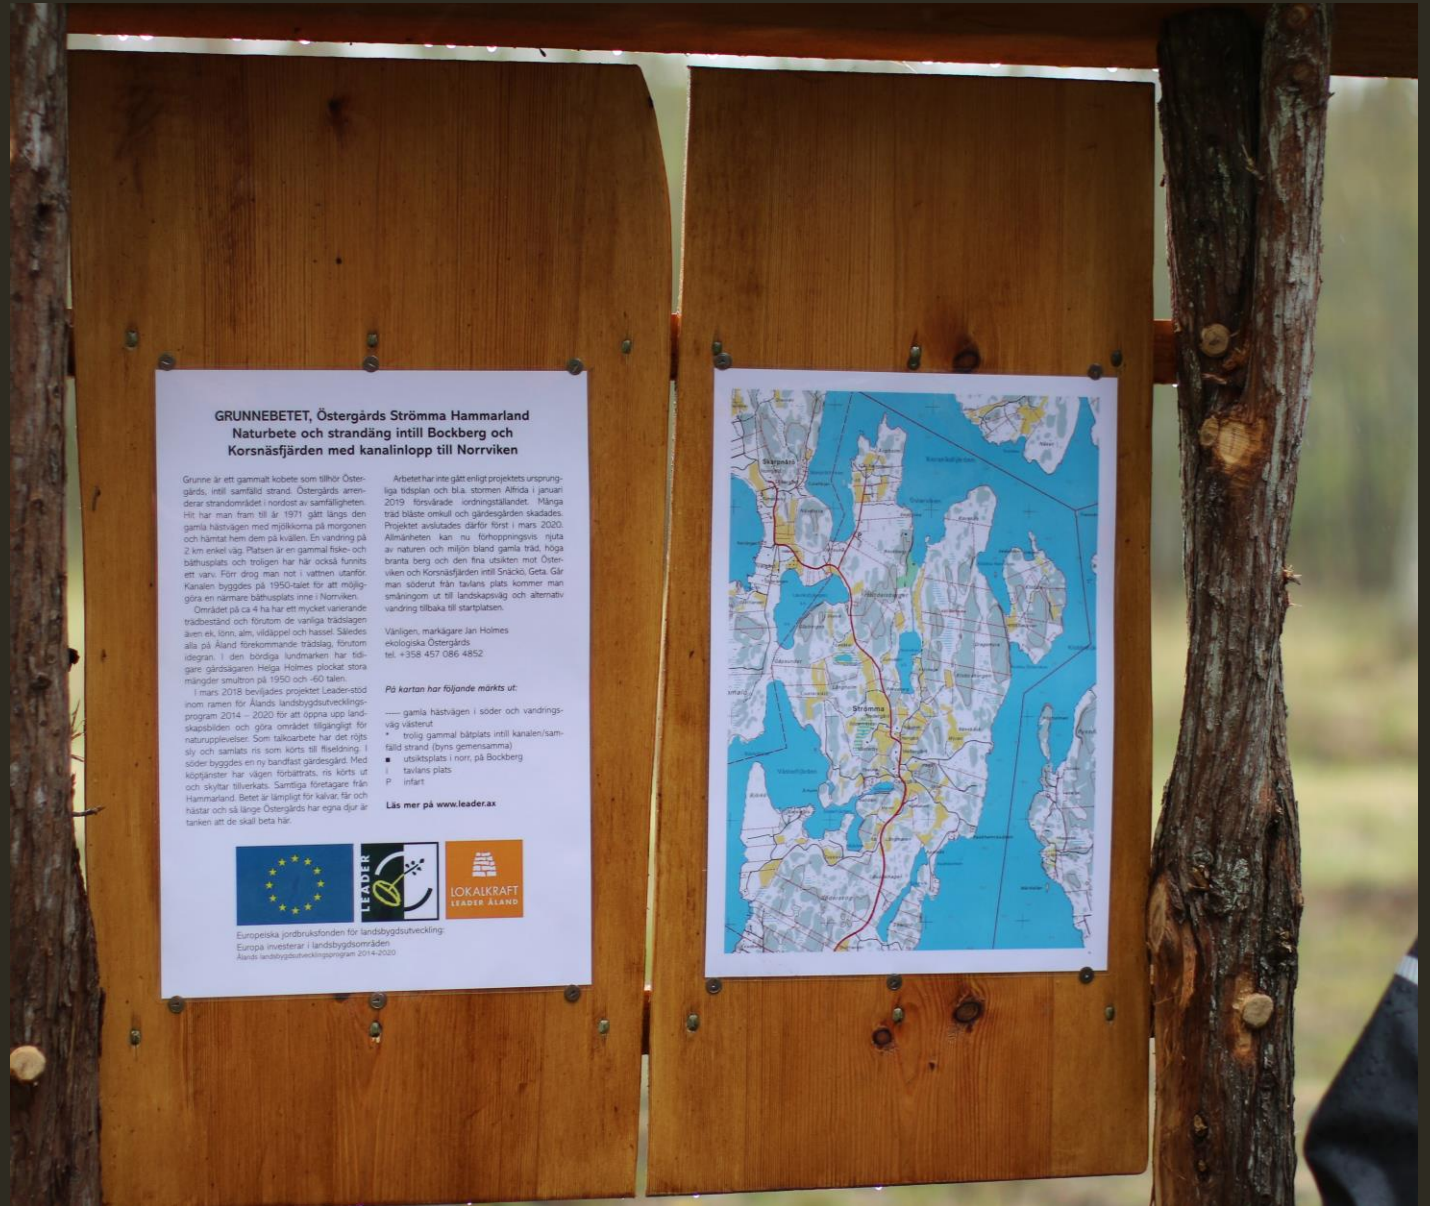 GRUNNEBETET, Östergårds Strömma Hammarland
Naturbete och strandäng intill Bockberg och
Korsnäsfjärden med kanalinlopp till Norrviken
Grunne är ett gammalt kobete som tillhör Öster-
gårds, intill samfälld strand. Östergårds arren-
derar strandområdet i nordost av samfälligheten.
Hit har man fram till år 1971 gått längs den
gamla hästvägen med mjölkkorna på morgonen
och hämtat hem dem på kvällen. En vandring på
2 km enkel väg. Platsen är en gammal fiske- och
båthusplats och troligen har här också funnits
ett varv. Förr drog man not i vattnen utanför.
Kanalen byggdes på 1950-talet för att möjlig-
göra en närmare båthusplats inne i Norrviken.
Området på ca 4 ha har ett mycket varierande
trädbestånd och förutom de vanliga trädslagen
även ek, lönn, alm, vildäppel och hassel. Således
alla på Åland förekommande trädslag, förutom
idegran. I den bördiga lundmarken har tidi-
gare gårdsägaren Helga Holmes plockat stora
mängder smultron på 1950 och -60 talen.
I mars 2018 beviljades projektet Leader-stöd
inom ramen för Ålands landsbygdsutvecklings-
program 2014 – 2020 för att öppna upp land-
skapsbilden och göra området tillgängligt för
naturupplevelser. Som talkoarbete har det röjts
sly och samlats ris som körts till fliseldning. I
söder byggdes en ny bandfast gärdesgård. Med
köptjänster har vägen förbättrats, ris körts ut
och skyltar tillverkats. Samtliga företagare från
Hammarland. Betet är lämpligt för kalvar, får och
hästar och så länge Östergårds har egna djur är
tanken att de skall beta här.
Arbetet har inte gått enligt projektets ursprung-
liga tidsplan och bl.a. stormen Alfrida i januari
2019 försvårade iordningställandet. Många
träd blåste omkull och gärdesgården skadades.
Projektet avslutades därför först i mars 2020.
Allmänheten kan nu förhoppningsvis njuta
av naturen och miljön bland gamla träd, höga
branta berg och den fina utsikten mot Öster-
viken och Korsnäsfjärden intill Snäckö, Geta. Går
man söderut från tavlans plats kommer man
småningom ut till landskapsväg och alternativ
vandring tillbaka till startplatsen.
Vänligen, markägare Jan Holmes
ekologiska Östergårds
tel. +358 457 086 4852
På kartan har följande märkts ut:
---- gamla hästvägen i söder och vandrings-
väg västerut
* trolig gammal båtplats intill kanalen/sam-
fälld strand (byns gemensamma)
■ utsiktsplats i norr, på Bockberg
i tavlans plats
P infart
Läs mer på www.leader.ax
LEADER
LOKALKRAFT
LEADER ÅLAND
Europeiska jordbruksfonden för landsbygdsutveckling:
Europa investerar i landsbygdsområden
Ålands landsbygdsutvecklingsprogram 2014-2020
Skarpnåtö
Strömma